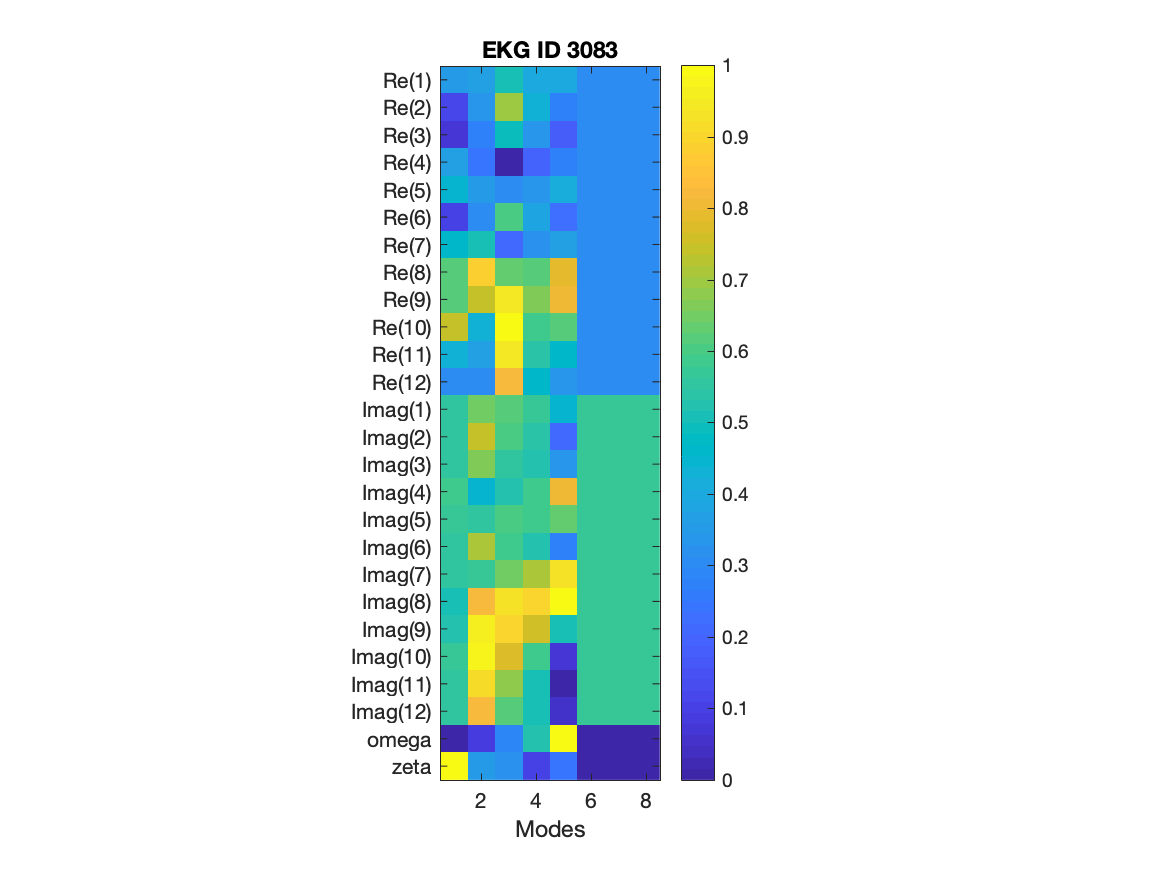 EKG ID 3083
Re(1)
Re(2)
Re(3)
Re(4)
Re(5)
Re(6)
Re(7)
Re(8)
Re(9)
Re(10)
Re(11)
Re(12)
Imag(1)
Imag(2)
Imag(3)
Imag(4)
Imag(5)
Imag(6)
Imag(7)
Imag(8)
Imag(9)
Imag(10)
Imag(11)
Imag(12)
omega
zeta
2 4 6 8
Modes
1
0.9
0.8
0.7
0.6
0.5
0.4
0.3
0.2
0.1
0